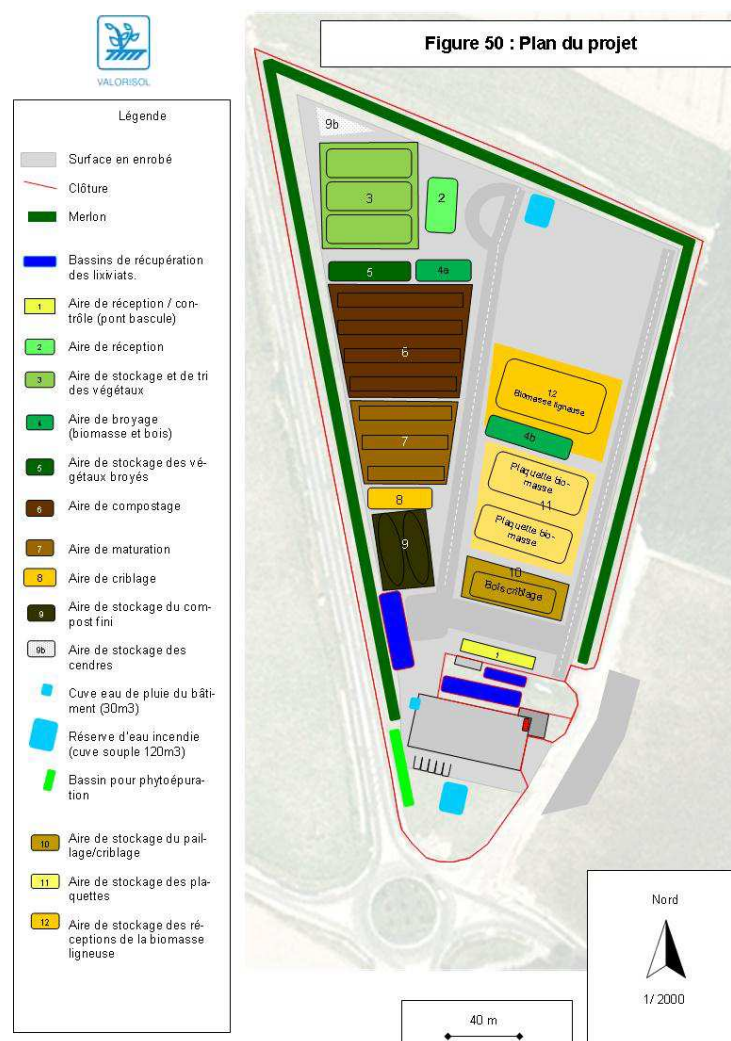 VALORISOL
Figure 50 : Plan du projet
Légende
Surface en enrobé
Clôture
Merlon
Bassins de récupération
des lixiviats.
1
Aire de réception / con-
trôle (pont bascule)
2
Aire de réception
3
Aire de stockage et de tri
des végétaux
4
Aire de broyage
(biomasse et bois)
5
Aire de stockage des vé-
gétaux broyés
6
Aire de compostage
7
Aire de maturation
8
Aire de criblage
9
Aire de stockage du com-
post fini
9b
Aire de stockage des
cendres
Cuve eau de pluie du bâti-
ment (30m3)
Réserve d'eau incendie
(cuve souple 120m3)
Bassin pour phytoépura-
tion
10
Aire de stockage du pail-
lage/criblage
11
Aire de stockage des pla-
quettes
12
Aire de stockage des ré-
ceptions de la biomasse
ligneuse
9b
3
2
5
4a
6
12
Biomasse ligneuse
4b
7
Plaquette bio-
masse
11
Plaquette bio-
masse
8
9
10
Bois criblage
1
Nord
1/ 2000
40 m